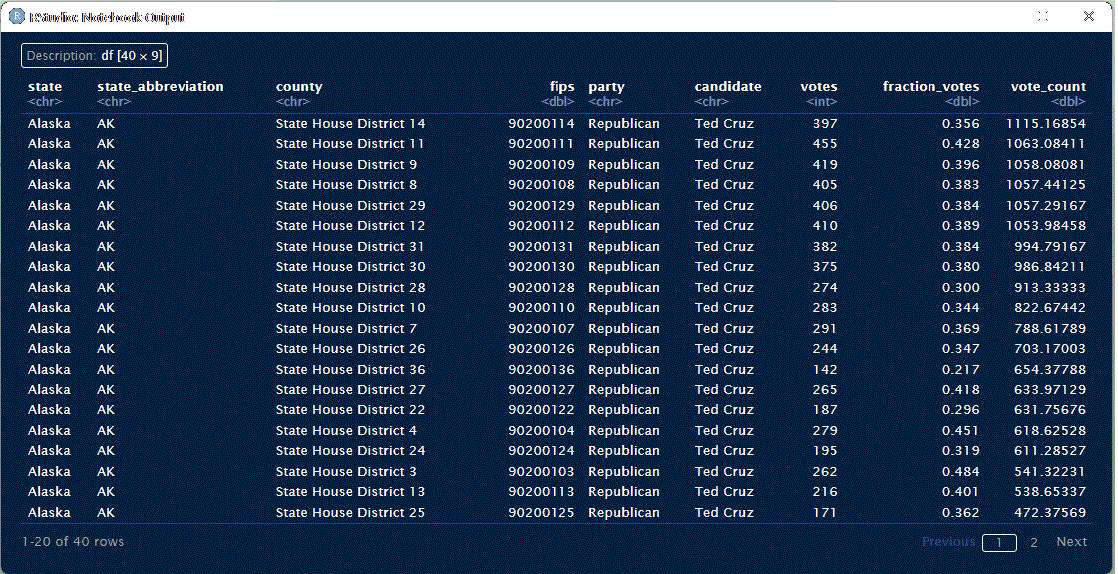 RStudio: Notebook Output
Description: df [40 × 9]
state state_abbreviation county fips party candidate votes fraction_votes vote_count
<chr> <chr> <chr> <dbl> <chr> <chr> <int> <dbl> <dbl>
Alaska AK State House District 14 90200114 Republican Ted Cruz 397 0.356 1115.16854
Alaska AK State House District 11 90200111 Republican Ted Cruz 455 0.428 1063.08411
Alaska AK State House District 9 90200109 Republican Ted Cruz 419 0.396 1058.08081
Alaska AK State House District 8 90200108 Republican Ted Cruz 405 0.383 1057.44125
Alaska AK State House District 29 90200129 Republican Ted Cruz 406 0.384 1057.29167
Alaska AK State House District 12 90200112 Republican Ted Cruz 410 0.389 1053.98458
Alaska AK State House District 31 90200131 Republican Ted Cruz 382 0.384 994.79167
Alaska AK State House District 30 90200130 Republican Ted Cruz 375 0.380 986.84211
Alaska AK State House District 28 90200128 Republican Ted Cruz 274 0.300 913.33333
Alaska AK State House District 10 90200110 Republican Ted Cruz 283 0.344 822.67442
Alaska AK State House District 7 90200107 Republican Ted Cruz 291 0.369 788.61789
Alaska AK State House District 26 90200126 Republican Ted Cruz 244 0.347 703.17003
Alaska AK State House District 36 90200136 Republican Ted Cruz 142 0.217 654.37788
Alaska AK State House District 27 90200127 Republican Ted Cruz 265 0.418 633.97129
Alaska AK State House District 22 90200122 Republican Ted Cruz 187 0.296 631.75676
Alaska AK State House District 4 90200104 Republican Ted Cruz 279 0.451 618.62528
Alaska AK State House District 24 90200124 Republican Ted Cruz 195 0.319 611.28527
Alaska AK State House District 3 90200103 Republican Ted Cruz 262 0.484 541.32231
Alaska AK State House District 13 90200113 Republican Ted Cruz 216 0.401 538.65337
Alaska AK State House District 25 90200125 Republican Ted Cruz 171 0.362 472.37569
1-20 of 40 rows Previous 1 2 Next